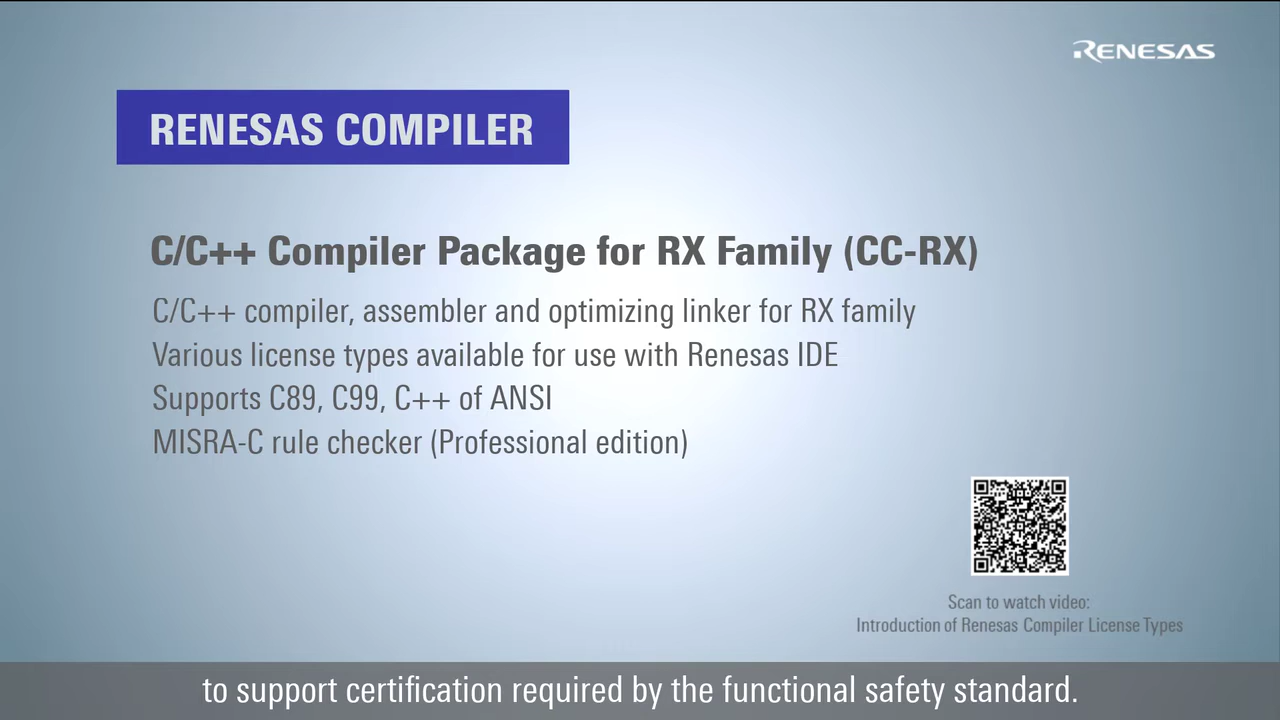 RENESAS
RENESAS COMPILER
C/C++ Compiler Package for RX Family (CC-RX)
C/C++ compiler, assembler and optimizing linker for RX family
Various license types available for use with Renesas IDE
Supports C89, C99, C++ of ANSI
MISRA-C rule checker (Professional edition)
Scan to watch video:
Introduction of Renesas Compiler License Types
to support certification required by the functional safety standard.